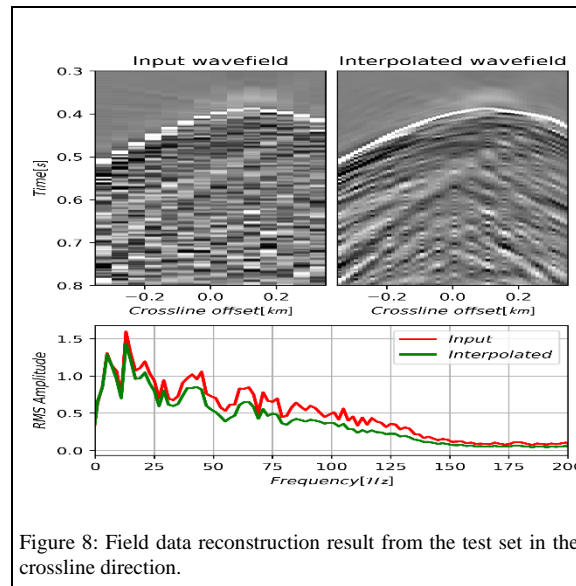 Input wavefield
Interpolated wavefield
0.3
0.4
0.5
0.6
0.7
0.8
Time[s]
−0.2 0.0 0.2
Crossline offset[km]
−0.2 0.0 0.2
Crossline offset[km]
1.5
1.0
0.5
0.0
RMS Amplitude
Input
Interpolated
0 25 50 75 100 125 150 175 200
Frequency[Hz]
Figure 8: Field data reconstruction result from the test set in the
crossline direction.